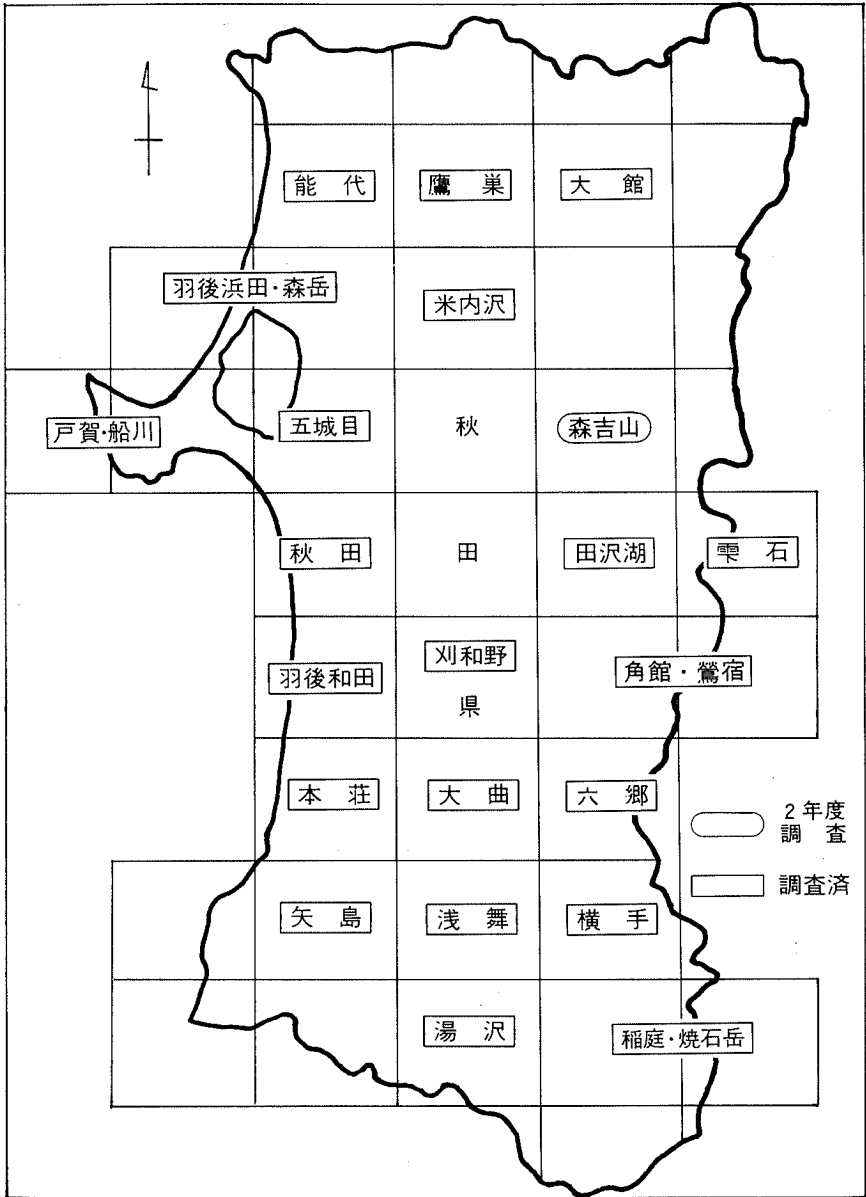 能代
鷹巣
大館
羽後浜田・森岳
米内沢
戸賀・船川
五城目
秋
森吉山
秋田
田
田沢湖
雫石
羽後和田
刈和野
県
角館・鶯宿
本荘
大曲
六郷
2年度
調査
調査済
矢島
浅舞
横手
湯沢
稲庭・焼石岳